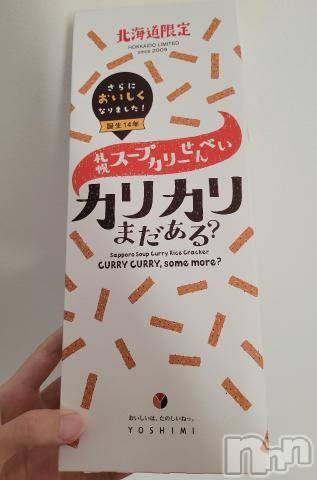 北海道限定
HOKKAIDO LIMITED
since 2009
さらに
おいしく
なりました!
誕生14年
札幌スープカリーせんべい
カリカリ
まだある?
Sapporo Soup Curry Rice Cracker
CURRY CURRY, some more?
おいしいは、たのしいねっ。
YOSHIMI
nnn